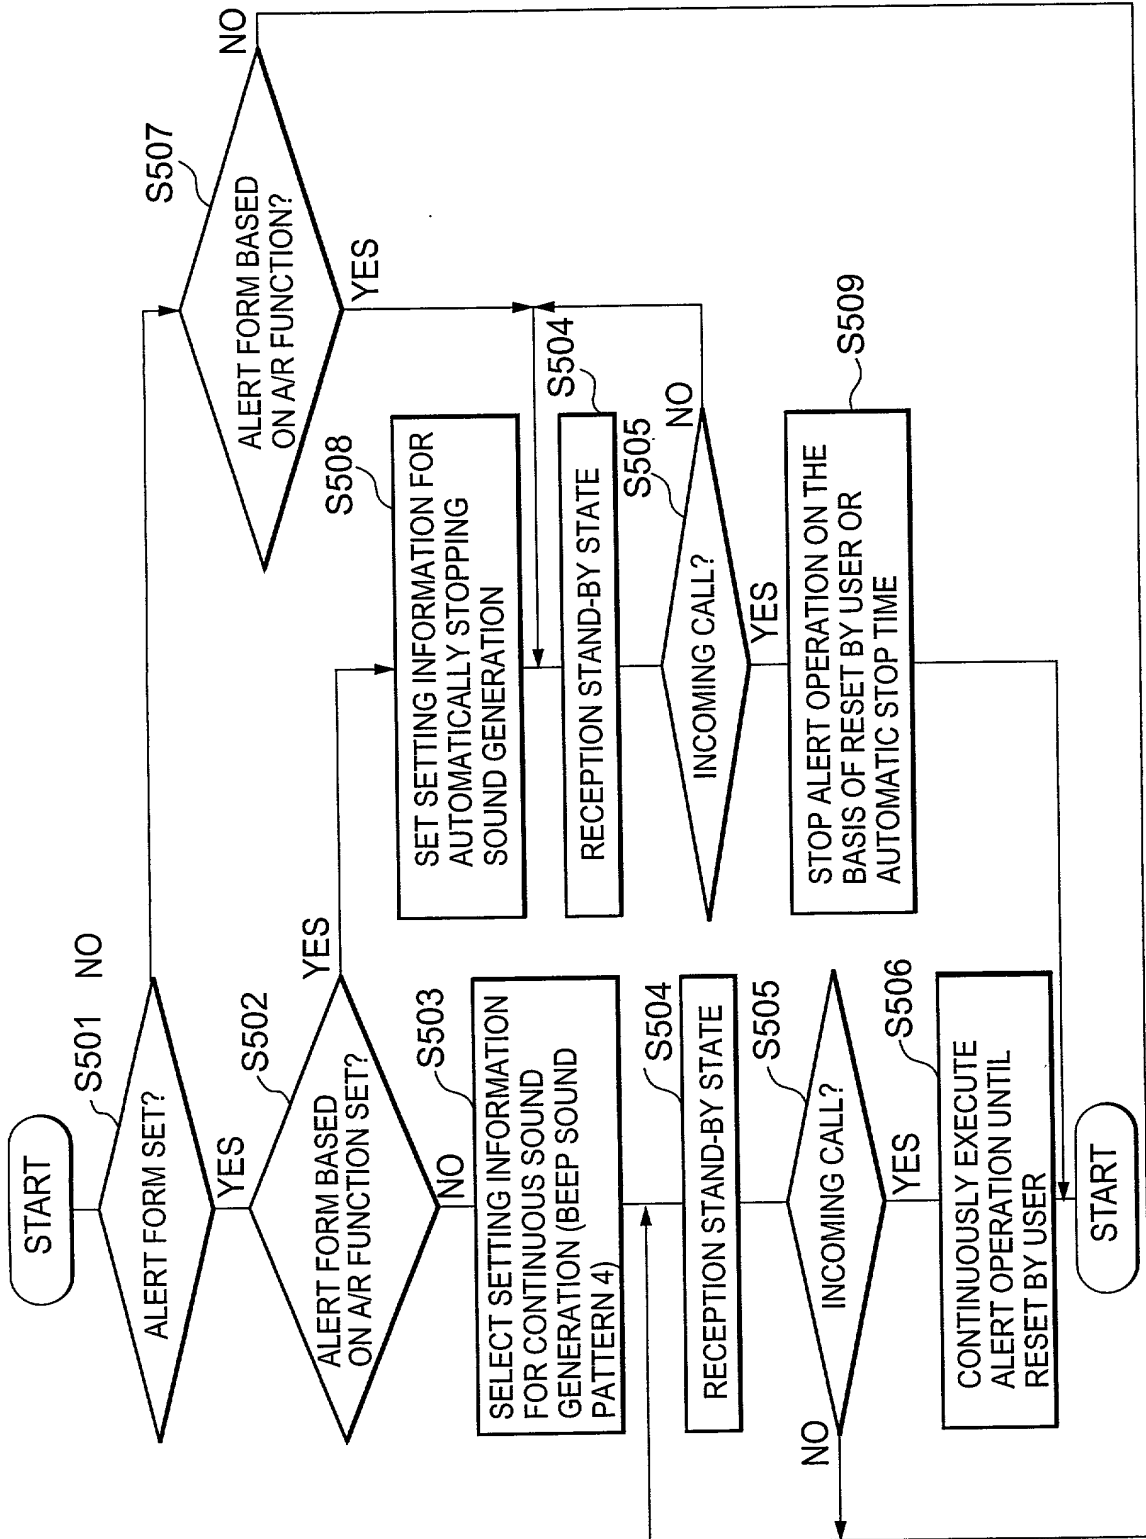 START
S501
NO
ALERT FORM SET?
YES
S502
YES
ALERT FORM BASED
ON A/R FUNCTION SET?
NO
S503
SELECT SETTING INFORMATION
FOR CONTINUOUS SOUND
GENERATION (BEEP SOUND
PATTERN 4)
S504
RECEPTION STAND-BY STATE
S505
INCOMING CALL?
NO
YES
S506
CONTINUOUSLY EXECUTE
ALERT OPERATION UNTIL
RESET BY USER
START
S507
NO
ALERT FORM BASED
ON A/R FUNCTION?
YES
S508
SET SETTING INFORMATION FOR
AUTOMATICALLY STOPPING
SOUND GENERATION
S504
RECEPTION STAND-BY STATE
S505
NO
INCOMING CALL?
YES
S509
STOP ALERT OPERATION ON THE
BASIS OF RESET BY USER OR
AUTOMATIC STOP TIME